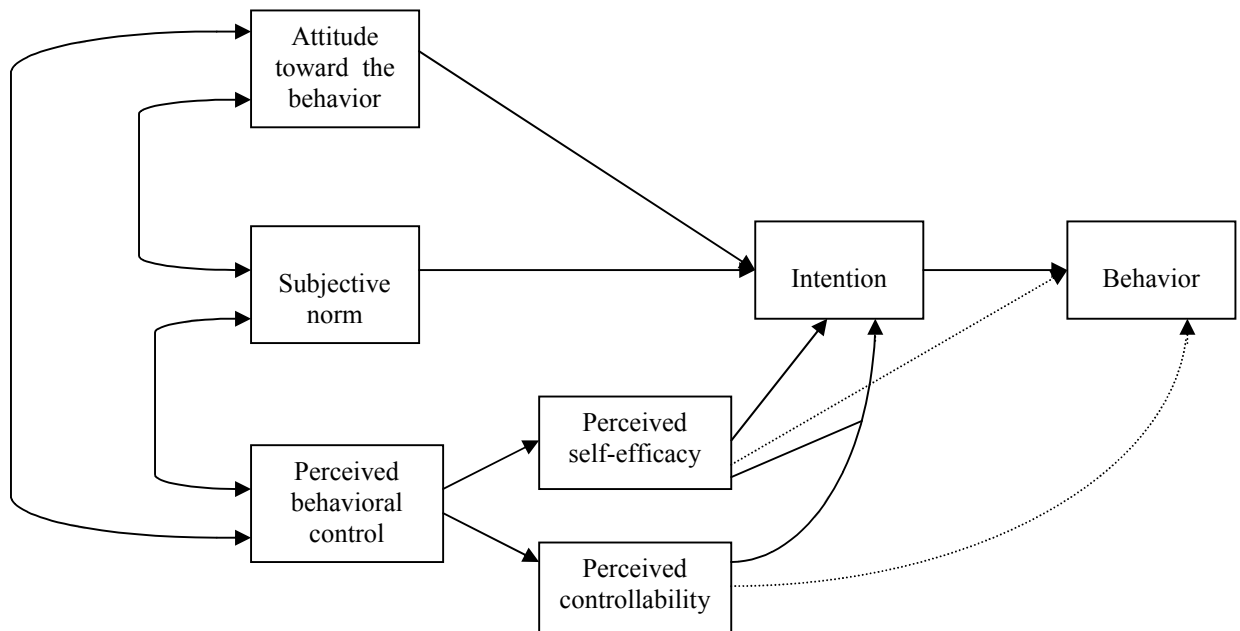 Attitude
toward the
behavior
Subjective
norm
Intention
Behavior
Perceived
self-efficacy
Perceived
behavioral
control
Perceived
controllability